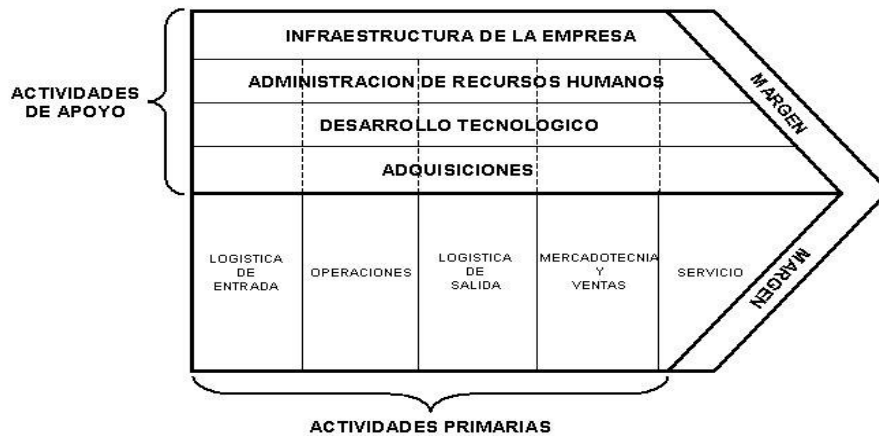 INFRAESTRUCTURA DE LA EMPRESA
ADMINISTRACION DE RECURSOS HUMANOS
DESARROLLO TECNOLOGICO
ADQUISICIONES
ACTIVIDADES
DE APOYO
MARGEN
LOGISTICA
DE
ENTRADA
OPERACIONES
LOGISTICA
DE
SALIDA
MERCADOTECNIA
Y
VENTAS
SERVICIO
MARGEN
ACTIVIDADES PRIMARIAS